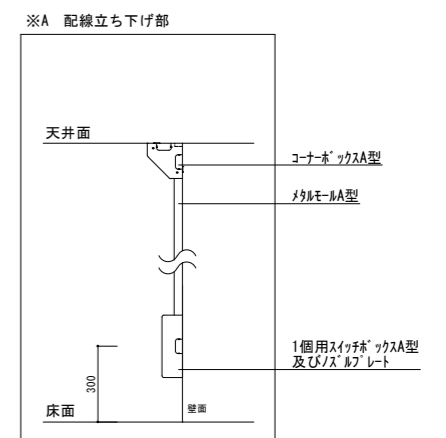 ※A 配線立ち下げ部
天井面
コーナーボックスA型
メタルモールA型
1個用スイッチボックスA型
及びノズルプレート
300
床面
壁面